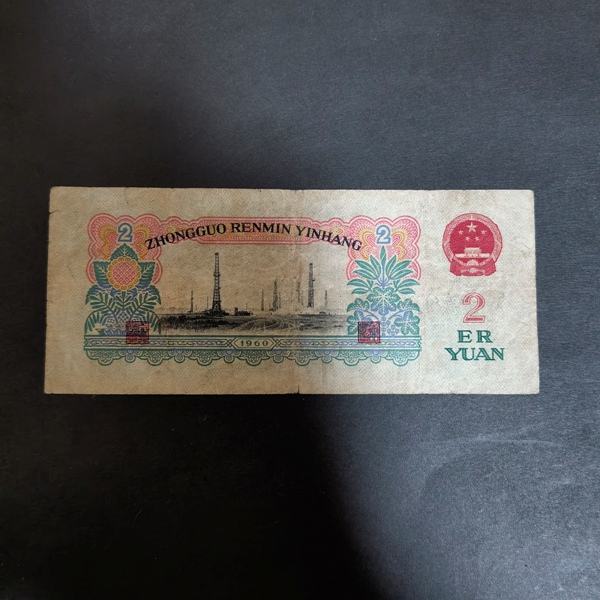 2
ZHONGGUO RENMIN YINHANG
2
1960
2
ER
YUAN